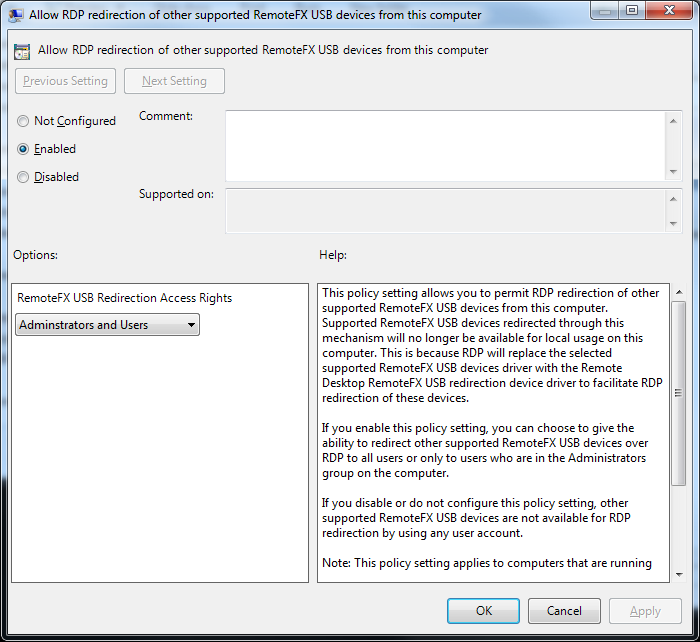 Allow RDP redirection of other supported RemoteFX USB devices from this computer
Allow RDP redirection of other supported RemoteFX USB devices from this computer
Previous Setting
Next Setting
Not Configured
Comment:
Enabled
Disabled
Supported on:
Options:
Help:
RemoteFX USB Redirection Access Rights
Adminstrators and Users
This policy setting allows you to permit RDP redirection of other
supported RemoteFX USB devices from this computer.
Supported RemoteFX USB devices redirected through this
mechanism will no longer be available for local usage on this
computer. This is because RDP will replace the selected
supported RemoteFX USB devices driver with the Remote
Desktop RemoteFX USB redirection device driver to facilitate RDP
redirection of these devices.
If you enable this policy setting, you can choose to give the
ability to redirect other supported RemoteFX USB devices over
RDP to all users or only to users who are in the Administrators
group on the computer.
If you disable or do not configure this policy setting, other
supported RemoteFX USB devices are not available for RDP
redirection by using any user account.
Note: This policy setting applies to computers that are running
OK
Cancel
Apply